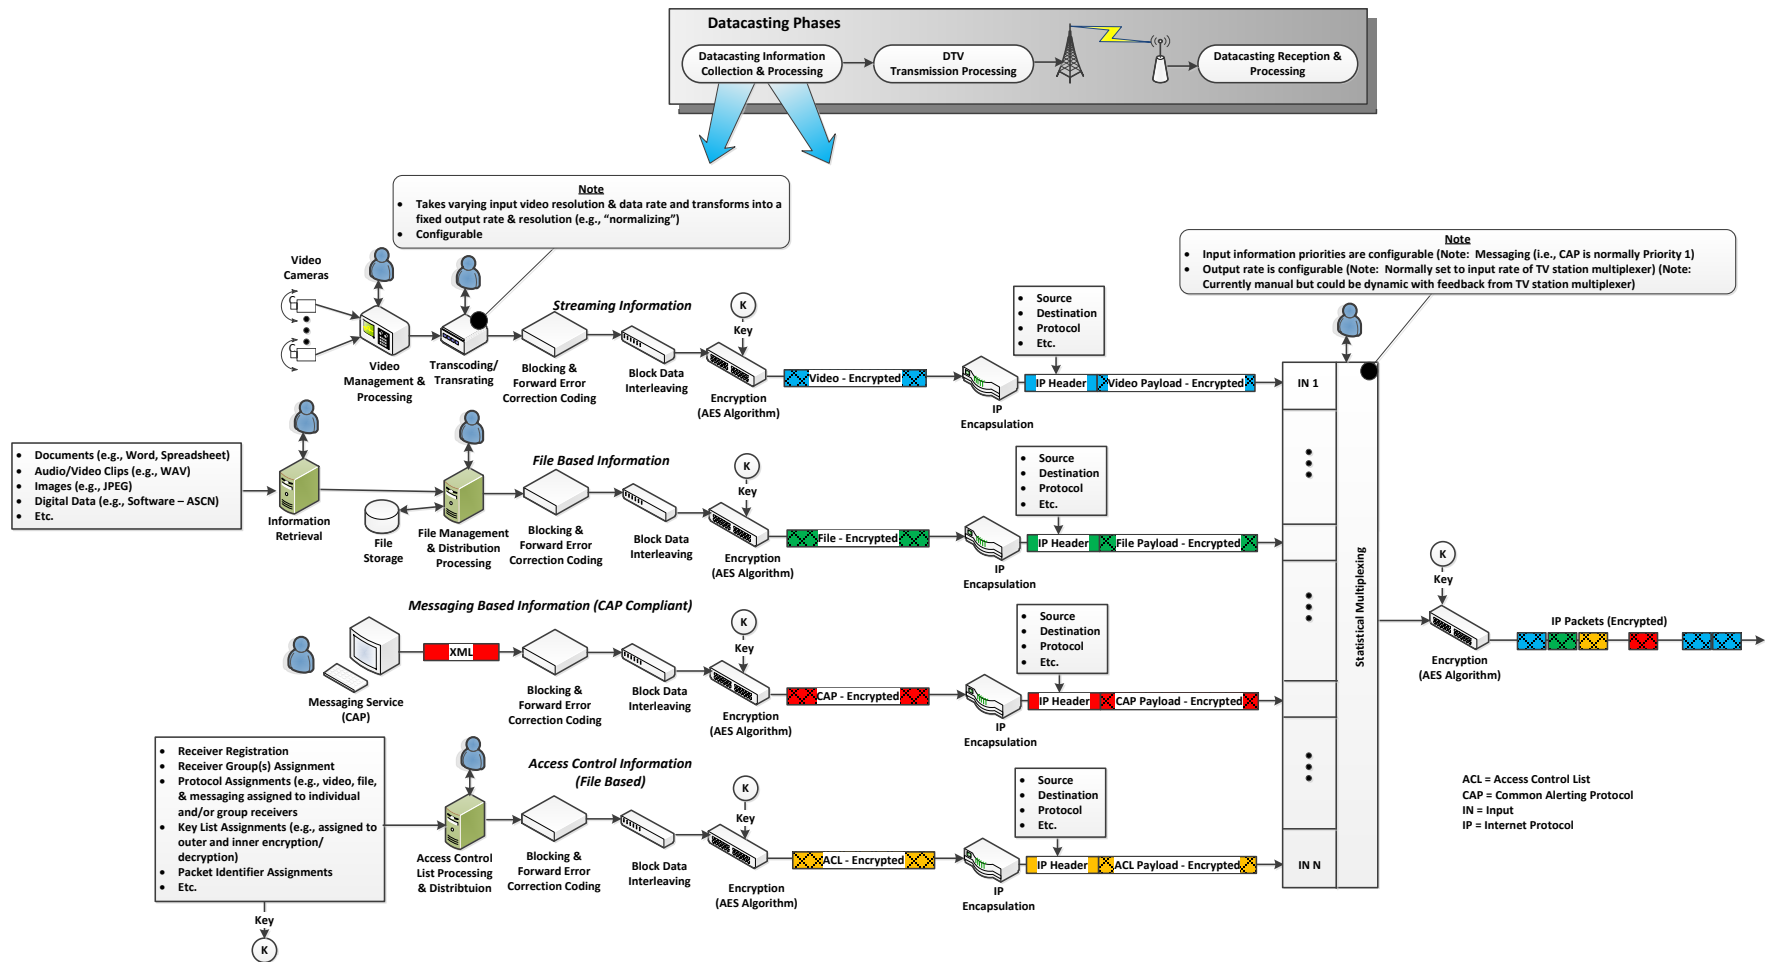 Datacasting Phases
Datacasting Information
Collection & Processing
DTV
Transmission Processing
Datacasting Reception &
Processing
Note
• Takes varying input video resolution & data rate and transforms into a
fixed output rate & resolution (e.g., “normalizing”)
• Configurable
Note
• Input information priorities are configurable (Note: Messaging (i.e., CAP is normally Priority 1)
• Output rate is configurable (Note: Normally set to input rate of TV station multiplexer) (Note:
Currently manual but could be dynamic with feedback from TV station multiplexer)
Video
Cameras
Video
Management &
Processing
Transcoding/
Transrating
Streaming Information
Blocking &
Forward Error
Correction Coding
Block Data
Interleaving
K
Key
Encryption
(AES Algorithm)
Video - Encrypted
IP
Encapsulation
• Source
• Destination
• Protocol
• Etc.
IP Header
Video Payload - Encrypted
IN 1
• Documents (e.g., Word, Spreadsheet)
• Audio/Video Clips (e.g., WAV)
• Images (e.g., JPEG)
• Digital Data (e.g., Software – ASCN)
• Etc.
Information
Retrieval
File
Storage
File Management
& Distribution
Processing
File Based Information
Blocking &
Forward Error
Correction Coding
Block Data
Interleaving
K
Key
Encryption
(AES Algorithm)
File - Encrypted
IP
Encapsulation
• Source
• Destination
• Protocol
• Etc.
IP Header
File Payload - Encrypted
Messaging Based Information (CAP Compliant)
Messaging Service
(CAP)
XML
Blocking &
Forward Error
Correction Coding
Block Data
Interleaving
K
Key
Encryption
(AES Algorithm)
CAP - Encrypted
IP
Encapsulation
• Source
• Destination
• Protocol
• Etc.
IP Header
CAP Payload - Encrypted
• Receiver Registration
• Receiver Group(s) Assignment
• Protocol Assignments (e.g., video, file,
& messaging assigned to individual
and/or group receivers
• Key List Assignments (e.g., assigned to
outer and inner encryption/
decryption)
• Packet Identifier Assignments
• Etc.
Key
K
Access Control
List Processing
& Distribtuion
Access Control Information
(File Based)
Blocking &
Forward Error
Correction Coding
Block Data
Interleaving
K
Key
Encryption
(AES Algorithm)
ACL - Encrypted
IP
Encapsulation
• Source
• Destination
• Protocol
• Etc.
IP Header
ACL Payload - Encrypted
IN N
Statistical Multiplexing
K
Key
Encryption
(AES Algorithm)
IP Packets (Encrypted)
ACL = Access Control List
CAP = Common Alerting Protocol
IN = Input
IP = Internet Protocol